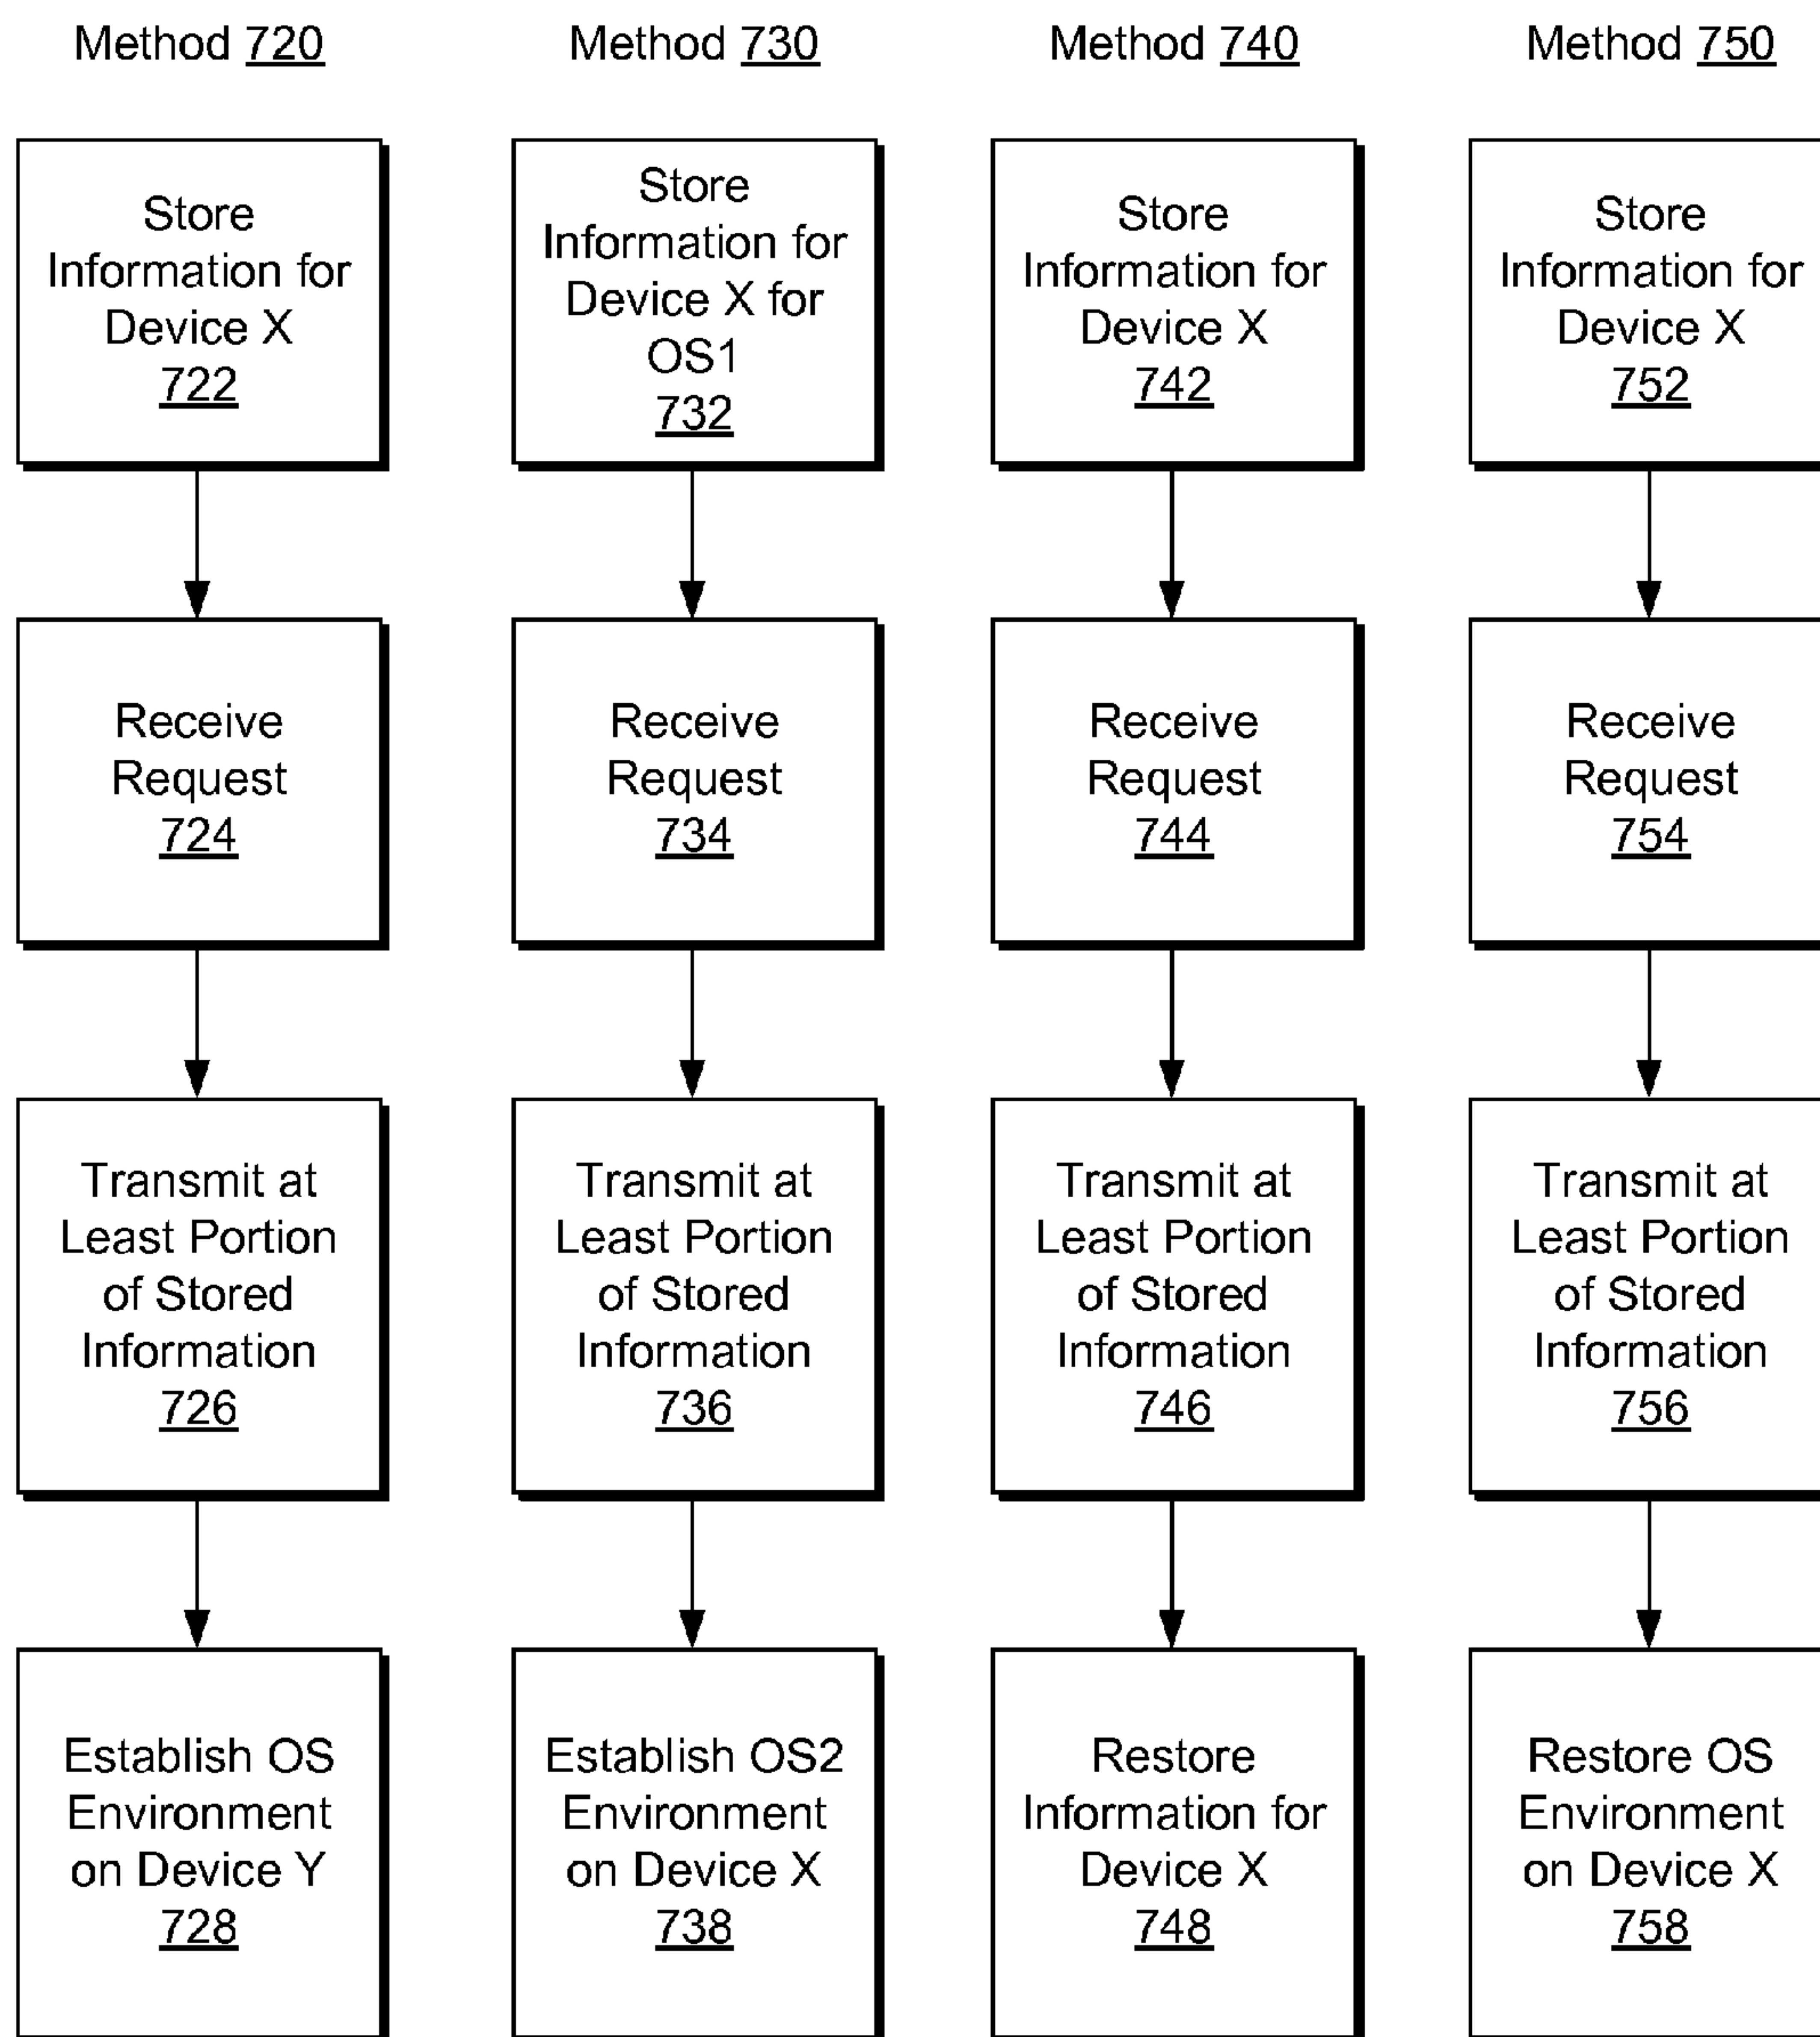 Method 720
Store
Information for
Device X
722
Receive
Request
724
Transmit at
Least Portion
of Stored
Information
726
Establish OS
Environment
on Device Y
728
Method 730
Store
Information for
Device X for
OS1
732
Receive
Request
734
Transmit at
Least Portion
of Stored
Information
736
Establish OS2
Environment
on Device X
738
Method 740
Store
Information for
Device X
742
Receive
Request
744
Transmit at
Least Portion
of Stored
Information
746
Restore
Information for
Device X
748
Method 750
Store
Information for
Device X
752
Receive
Request
754
Transmit at
Least Portion
of Stored
Information
756
Restore OS
Environment
on Device X
758